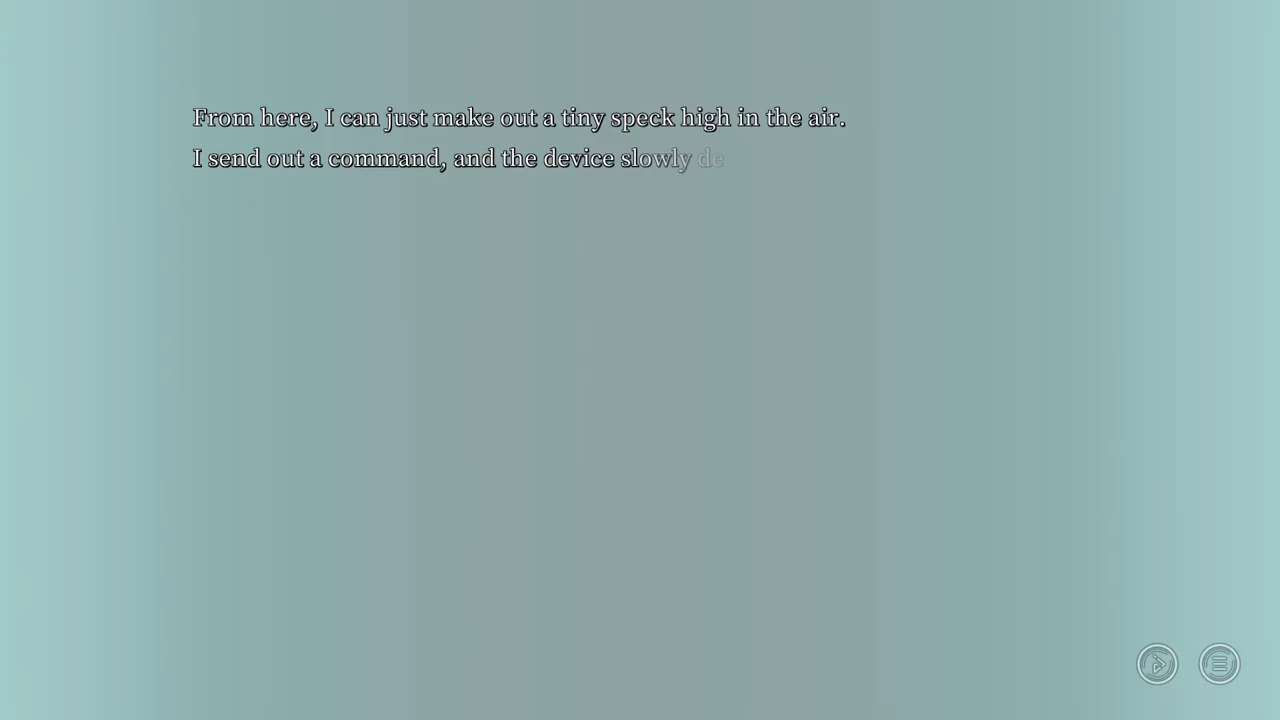 From here, I can just make out a tiny speck high in the air.
I send out a command, and the device slowly de